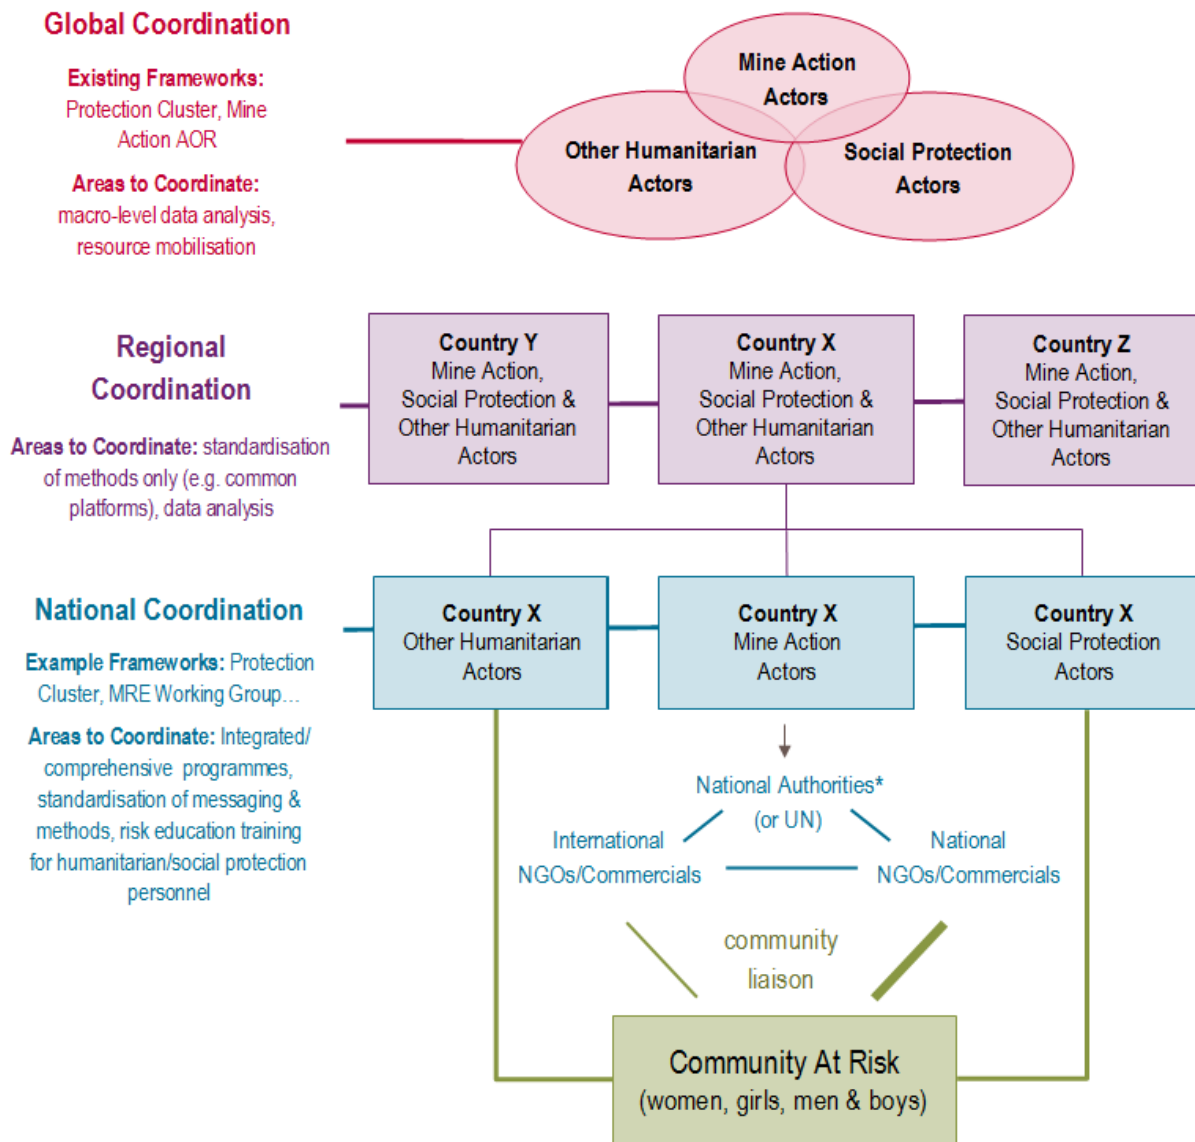 Global Coordination
Existing Frameworks:
Protection Cluster, Mine
Action AOR
Areas to Coordinate:
macro-level data analysis,
resource mobilisation
Mine Action
Actors
Other Humanitarian
Actors
Social Protection
Actors
Regional
Coordination
Areas to Coordinate: standardisation
of methods only (e.g. common
platforms), data analysis
Country Y
Mine Action,
Social Protection &
Other Humanitarian
Actors
Country X
Mine Action,
Social Protection &
Other Humanitarian
Actors
Country Z
Mine Action,
Social Protection &
Other Humanitarian
Actors
National Coordination
Example Frameworks: Protection
Cluster, MRE Working Group…
Areas to Coordinate: Integrated/
comprehensive programmes,
standardisation of messaging &
methods, risk education training
for humanitarian/social protection
personnel
Country X
Other Humanitarian
Actors
Country X
Mine Action
Actors
Country X
Social Protection
Actors
National Authorities*
(or UN)
International
NGOs/Commercials
National
NGOs/Commercials
community
liaison
Community At Risk
(women, girls, men & boys)